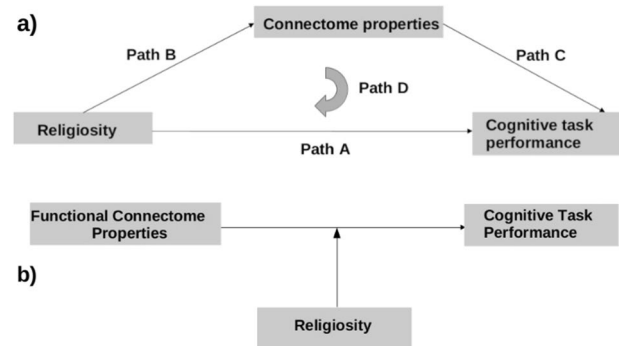 a)
Connectome properties
Path B
Path C
Path D
Religiosity
Path A
Cognitive task
performance
Functional Connectome
Properties
Cognitive Task
Performance
b)
Religiosity